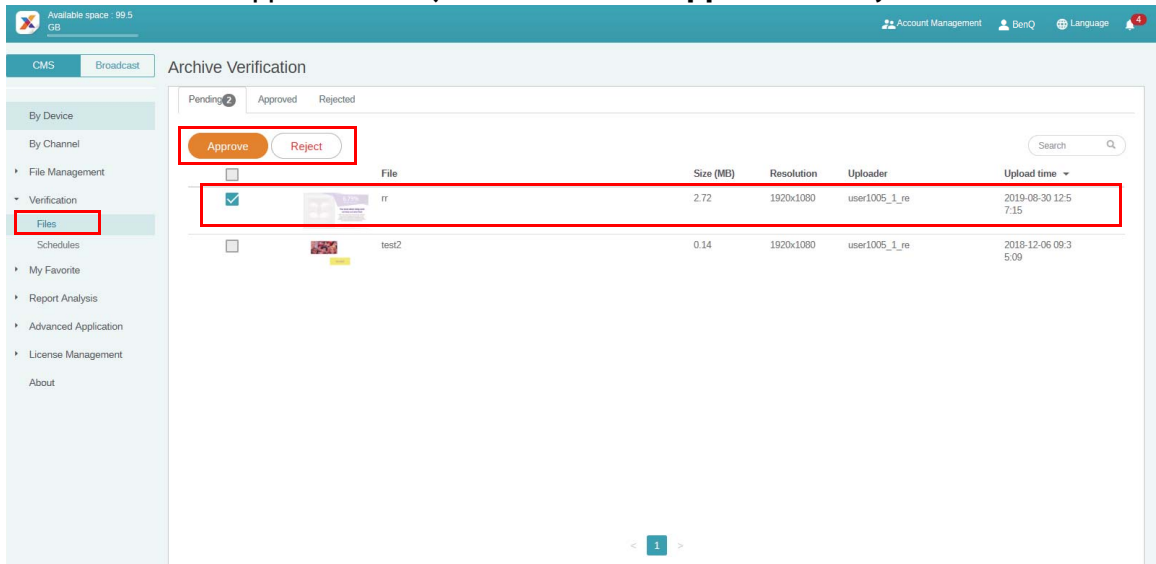 Available space : 99.5
GB
Account Management
BenQ
Language
4
CMS
Broadcast
Archive Verification
Pending 2
Approved
Rejected
By Device
By Channel
File Management
Verification
Files
Schedules
My Favorite
Report Analysis
Advanced Application
License Management
About
Approve
Reject
Search
File Size (MB) Resolution Uploader Upload time
rr 2.72 1920x1080 user1005_1_re 2019-08-30 12:5
7:15
test2 0.14 1920x1080 user1005_1_re 2018-12-06 09:3
5:09
< 1 >